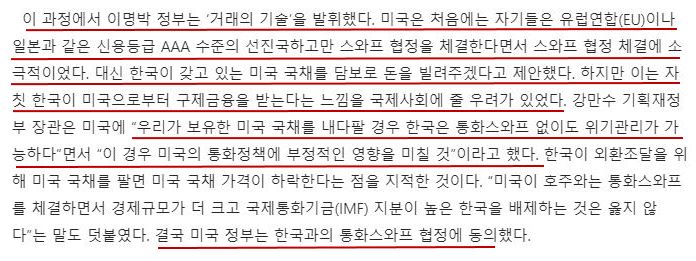 이 과정에서 이명박 정부는 ‘거래의 기술’을 발휘했다. 미국은 처음에는 자기들은 유럽연합(EU)이나
일본과 같은 신용등급 AAA 수준의 선진국하고만 스와프 협정을 체결한다면서 스와프 협정 체결에 소
극적이었다. 대신 한국이 갖고 있는 미국 국채를 담보로 돈을 빌려주겠다고 제안했다. 하지만 이는 자
칫 한국이 미국으로부터 구제금융을 받는다는 느낌을 국제사회에 줄 우려가 있었다. 강만수 기획재정
부 장관은 미국에 “우리가 보유한 미국 국채를 내다팔 경우 한국은 통화스와프 없이도 위기관리가 가
능하다”면서 “이 경우 미국의 통화정책에 부정적인 영향을 미칠 것”이라고 했다. 한국이 외환조달을 위
해 미국 국채를 팔면 미국 국채 가격이 하락한다는 점을 지적한 것이다. “미국이 호주와는 통화스와프
를 체결하면서 경제규모가 더 크고 국제통화기금(IMF) 지분이 높은 한국을 배제하는 것은 옳지 않
다”는 말도 덧붙였다. 결국 미국 정부는 한국과의 통화스와프 협정에 동의했다.